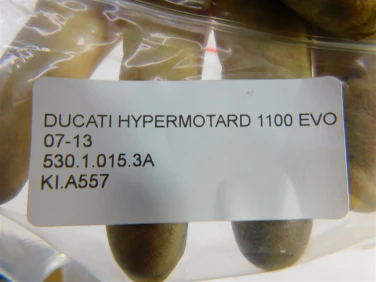 DUCATI HYPERMOTARD 1100 EVO
07-13
530.1.015.3A
KI.A557